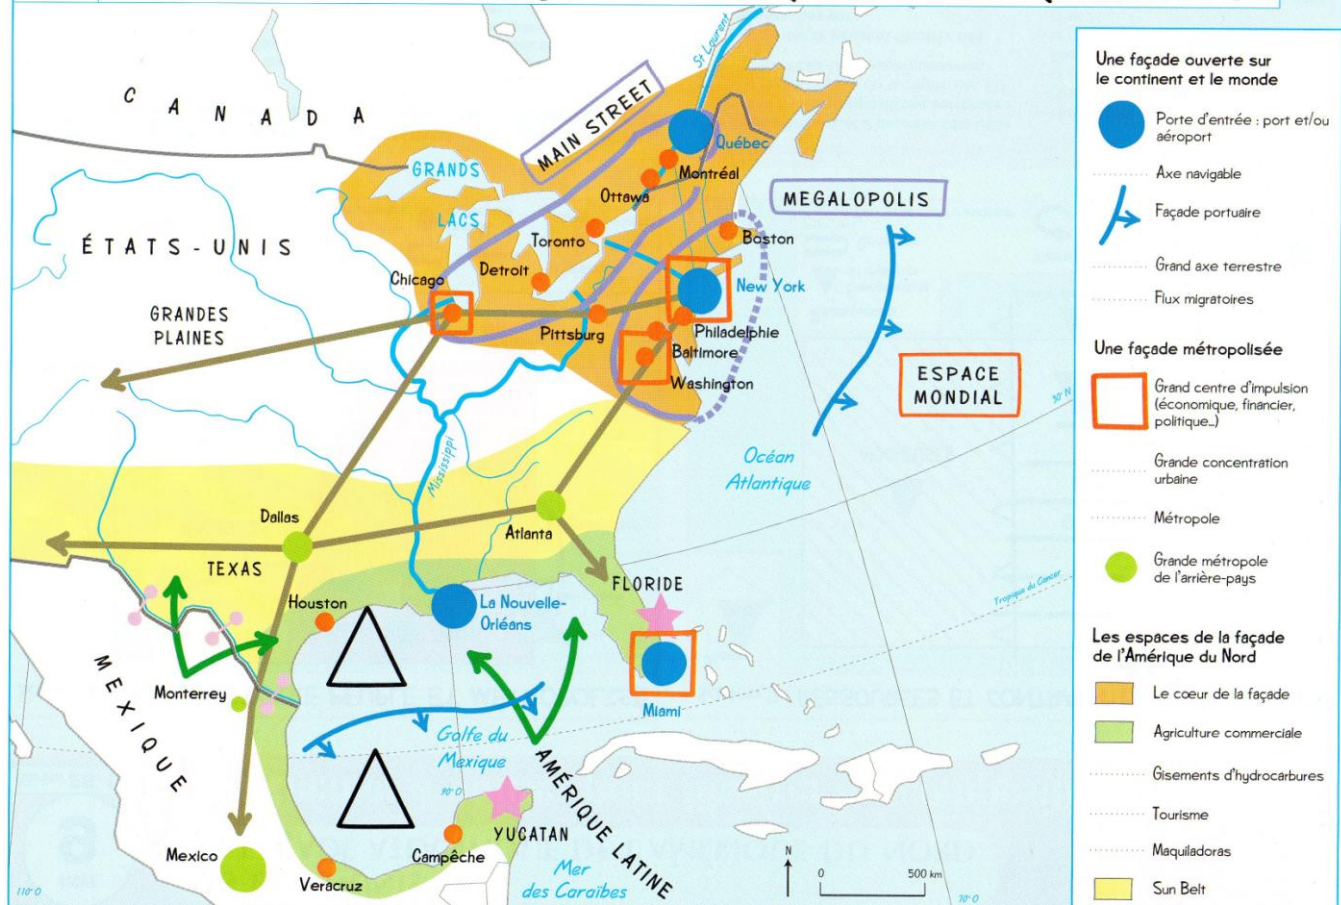 St Laurent
CANADA
MAIN STREET
GRANDS
LACS
Québec
Montréal
Ottawa
Toronto
Boston
MEGALOPOLIS
ÉTATS-UNIS
Chicago
Detroit
New York
GRANDES
PLAINES
Pittsburg
Philadelphie
Baltimore
Washington
ESPACE
MONDIAL
50° N
Océan
Atlantique
Mississippi
Dallas
Atlanta
TEXAS
FLORIDE
Tropique du Cancer
Houston
La Nouvelle-
Orléans
MEXIQUE
Monterrey
Miami
Golfe du
Mexique
90° O
AMÉRIQUE LATINE
YUCATAN
Mexico
Campêche
Veracruz
Mer
des Caraïbes
N
0 500 km
110° O
70° O
Une façade ouverte sur
le continent et le monde
Porte d'entrée : port et/ou
aéroport
Axe navigable
Façade portuaire
Grand axe terrestre
Flux migratoires
Une façade métropolisée
Grand centre d'impulsion
(économique, financier,
politique...)
Grande concentration
urbaine
Métropole
Grande métropole
de l'arrière-pays
Les espaces de la façade
de l'Amérique du Nord
Le cœur de la façade
Agriculture commerciale
Gisements d'hydrocarbures
Tourisme
Maquiladoras
Sun Belt